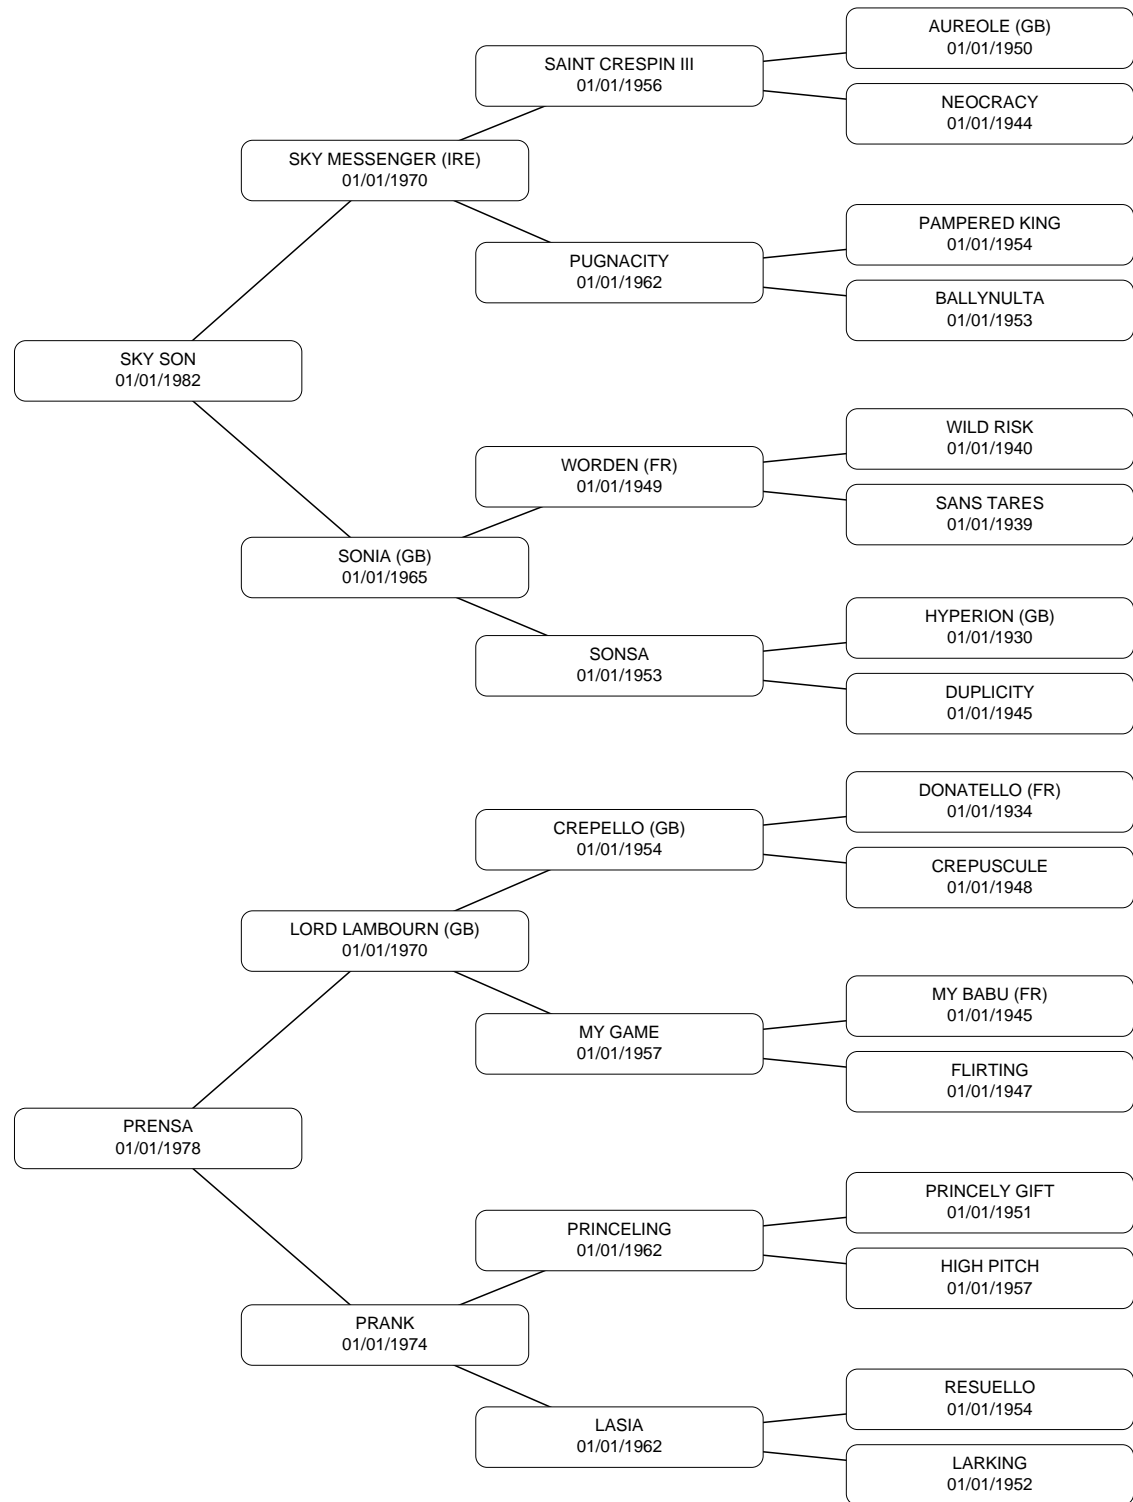 AUREOLE (GB)
01/01/1950
SAINT CRESPIN III
01/01/1956
NEOCRACY
01/01/1944
SKY MESSENGER (IRE)
01/01/1970
PAMPERED KING
01/01/1954
PUGNACITY
01/01/1962
BALLYNULTA
01/01/1953
SKY SON
01/01/1982
WILD RISK
01/01/1940
WORDEN (FR)
01/01/1949
SANS TARES
01/01/1939
SONIA (GB)
01/01/1965
HYPERION (GB)
01/01/1930
SONSA
01/01/1953
DUPLICITY
01/01/1945
DONATELLO (FR)
01/01/1934
CREPELLO (GB)
01/01/1954
CREPUSCULE
01/01/1948
LORD LAMBOURN (GB)
01/01/1970
MY BABU (FR)
01/01/1945
MY GAME
01/01/1957
FLIRTING
01/01/1947
PRENSA
01/01/1978
PRINCELY GIFT
01/01/1951
PRINCELING
01/01/1962
HIGH PITCH
01/01/1957
PRANK
01/01/1974
RESUELLO
01/01/1954
LASIA
01/01/1962
LARKING
01/01/1952